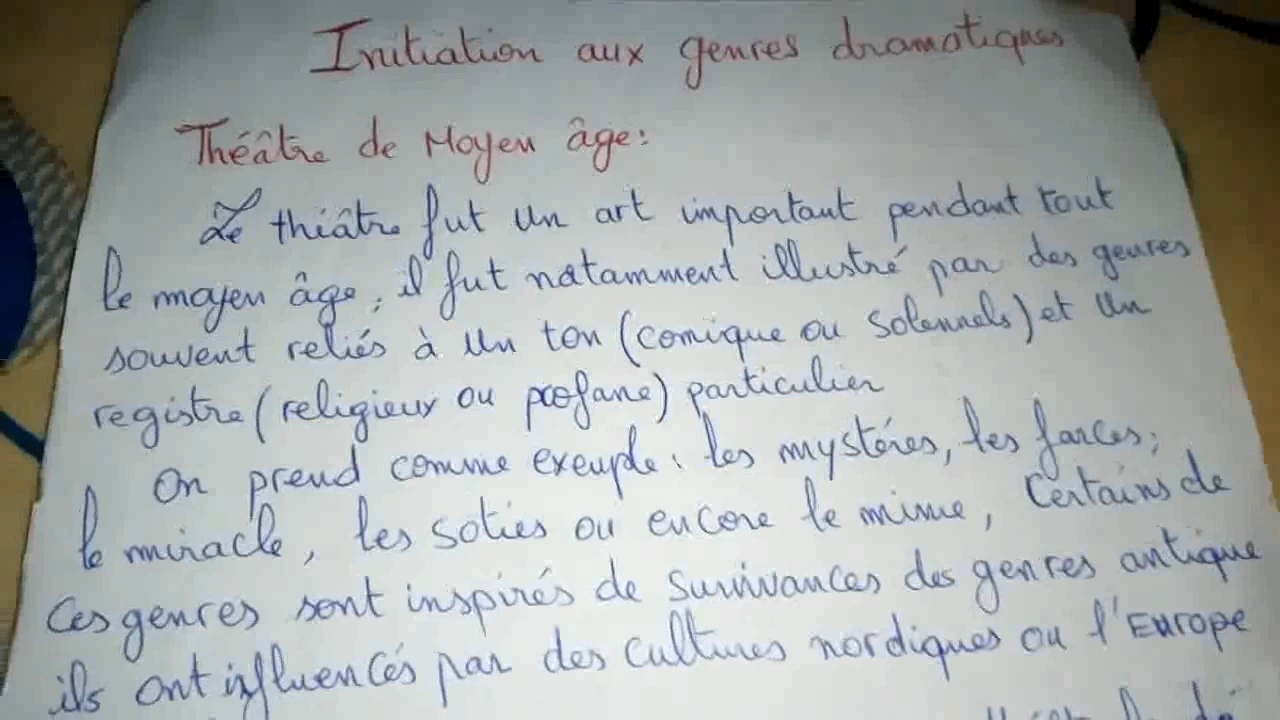 Initiation aux genres dramatiques
Théâtre de Moyen âge:
Le théâtre fut un art important pendant tout
le moyen âge, il fut notamment illustré par des genres
souvent reliés à un ton (comique ou solennels) et un
registre (religieux ou profane) particulier
On prend comme exemple: les mystéres, les farces;
le miracle, les soties ou encore le mime, Certains de
Ces genres sont inspirés de survivances des genres antique
ils ont influencés par des cultures nordiques ou l'Europe